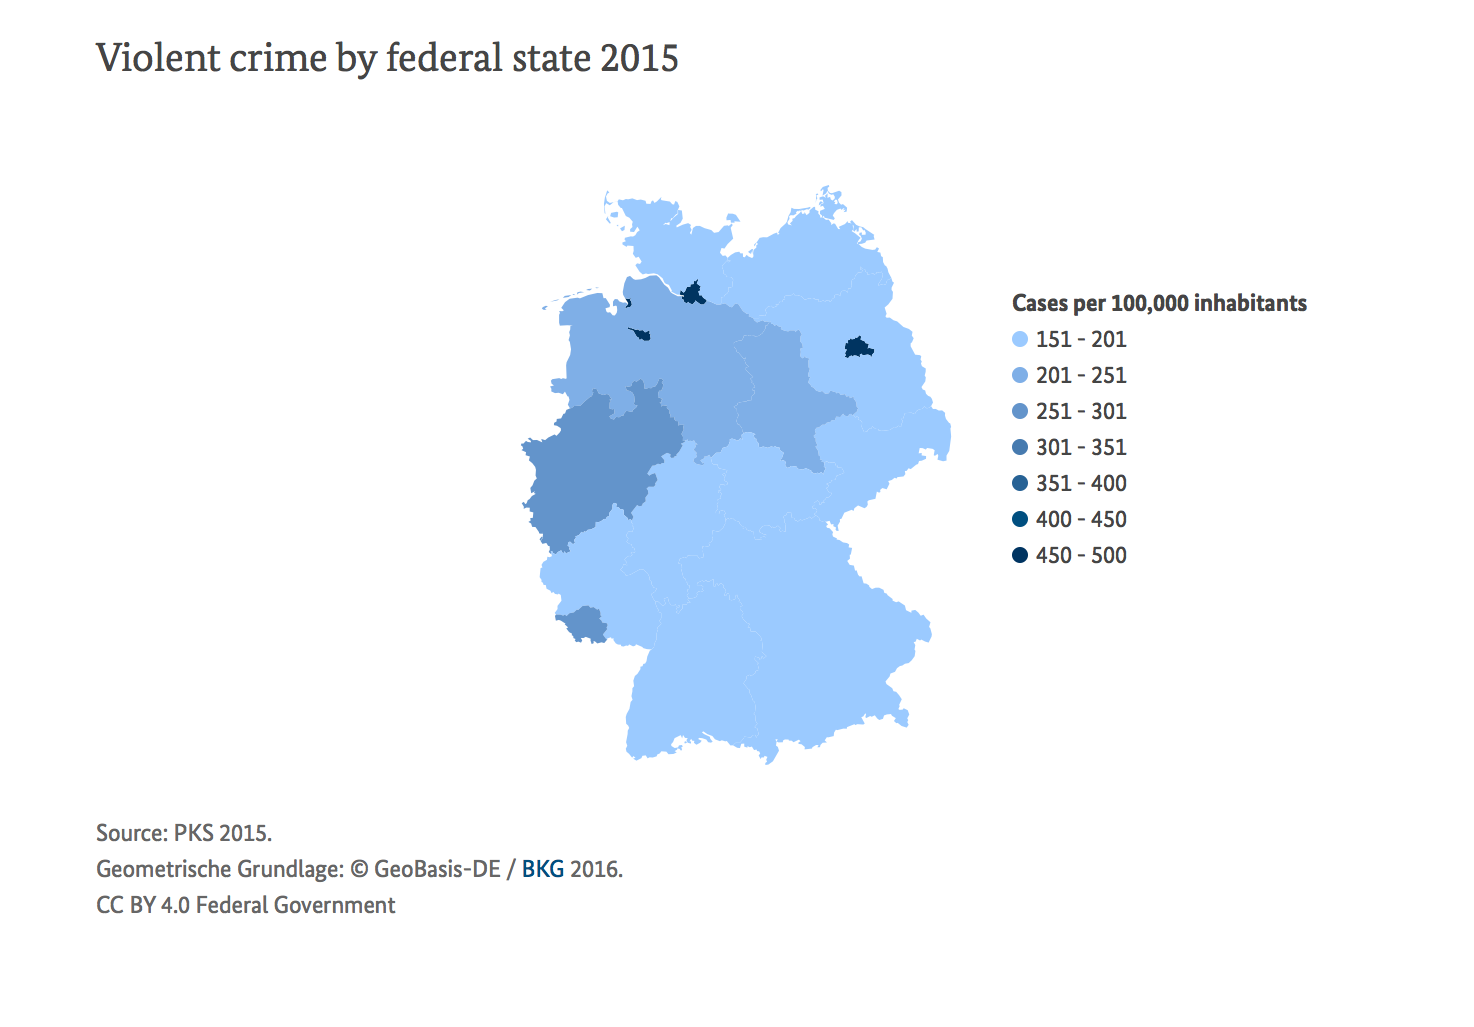 Violent crime by federal state 2015
Cases per 100,000 inhabitants
151 - 201
201 - 251
251 - 301
301 - 351
351 - 400
400 - 450
450 - 500
Source: PKS 2015.
Geometrische Grundlage: © GeoBasis-DE / BKG 2016.
CC BY 4.0 Federal Government